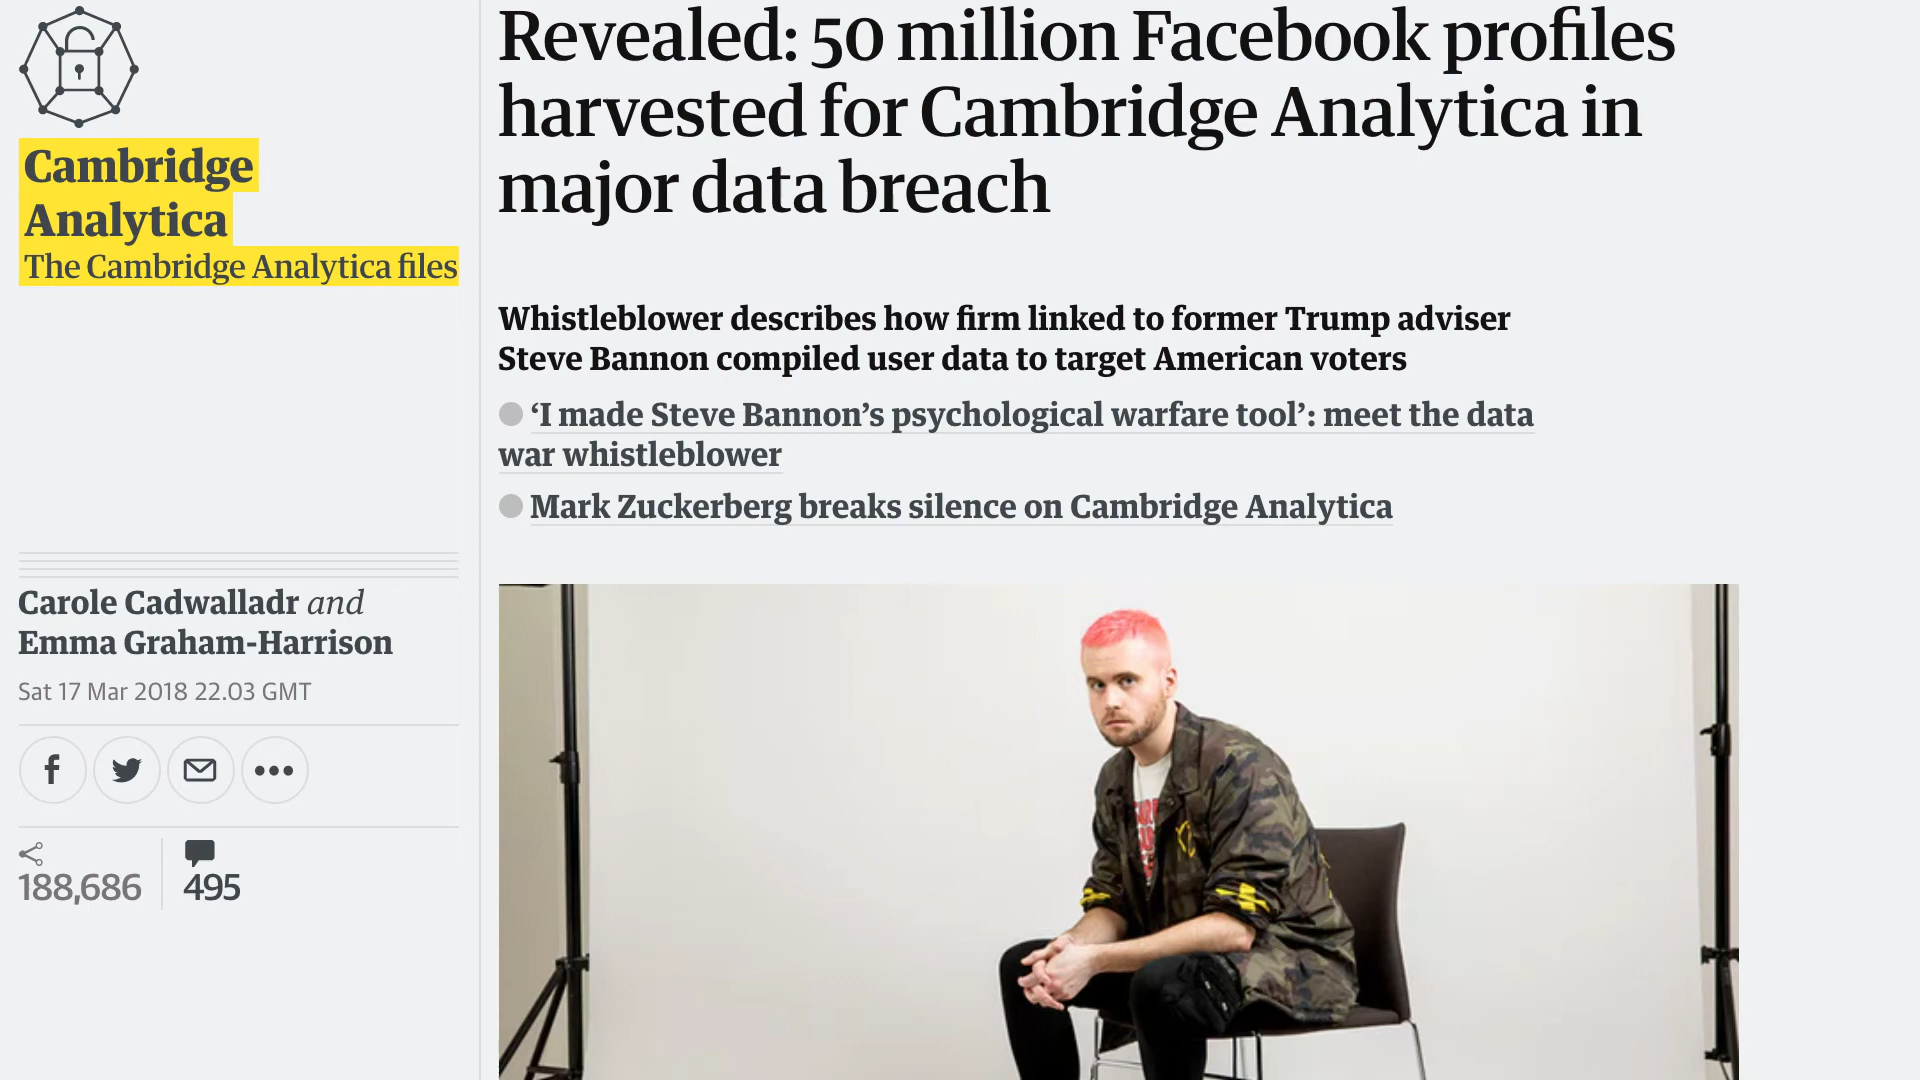 Cambridge
Analytica
The Cambridge Analytica files
Revealed: 50 million Facebook profiles
harvested for Cambridge Analytica in
major data breach
Whistleblower describes how firm linked to former Trump adviser
Steve Bannon compiled user data to target American voters
‘I made Steve Bannon’s psychological warfare tool’: meet the data
war whistleblower
Mark Zuckerberg breaks silence on Cambridge Analytica
Carole Cadwalladr and
Emma Graham-Harrison
Sat 17 Mar 2018 22.03 GMT
188,686
495